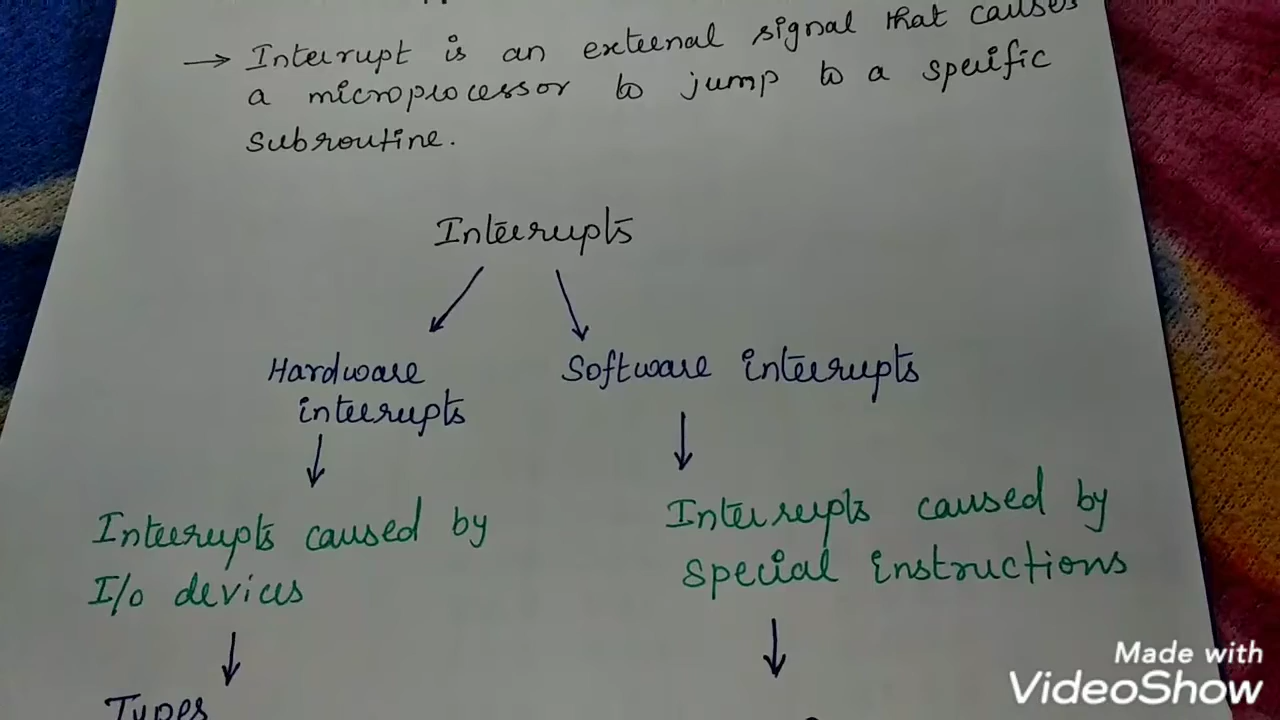 → Interrupt is an external signal that causes
a microprocessor to jump to a specific
subroutine.
Interrupts
Hardware
interrupts
Software interrupts
Interrupts caused by
I/o devices
Interrupts caused by
special instructions
Types
Made with
VideoShow